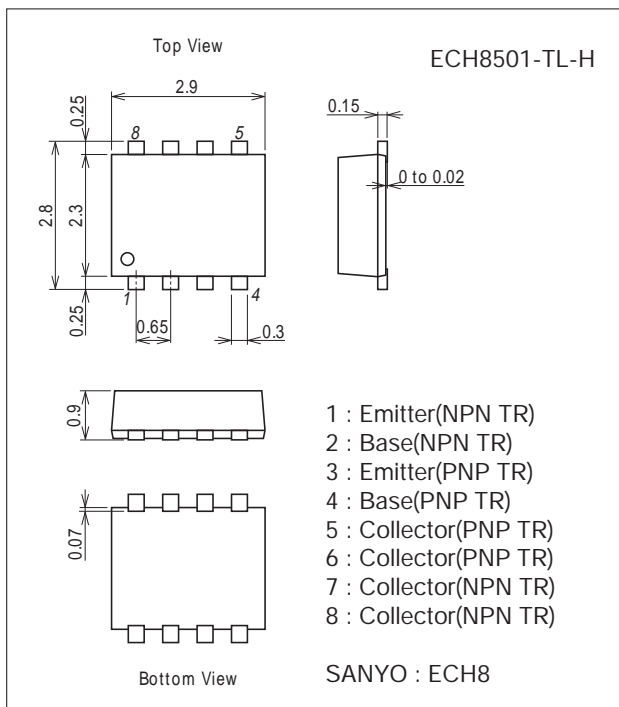 Top View
ECH8501-TL-H
2.9
0.25
8
5
0.15
0 to 0.02
2.8
2.3
1
4
0.25
0.65
0.3
0.9
1 : Emitter(NPN TR)
2 : Base(NPN TR)
3 : Emitter(PNP TR)
4 : Base(PNP TR)
5 : Collector(PNP TR)
6 : Collector(PNP TR)
7 : Collector(NPN TR)
8 : Collector(NPN TR)
0.07
Bottom View
SANYO : ECH8